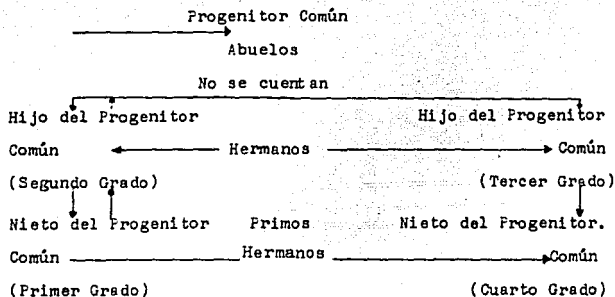 Progenitor Común
Abuelos
No se cuentan
Hijo del Progenitor Hijo del Progenitor
Común Hermanos Común
(Segundo Grado) (Tercer Grado)
Nieto del Progenitor Primos Nieto del Progenitor.
Común Hermanos Común
(Primer Grado) (Cuarto Grado)